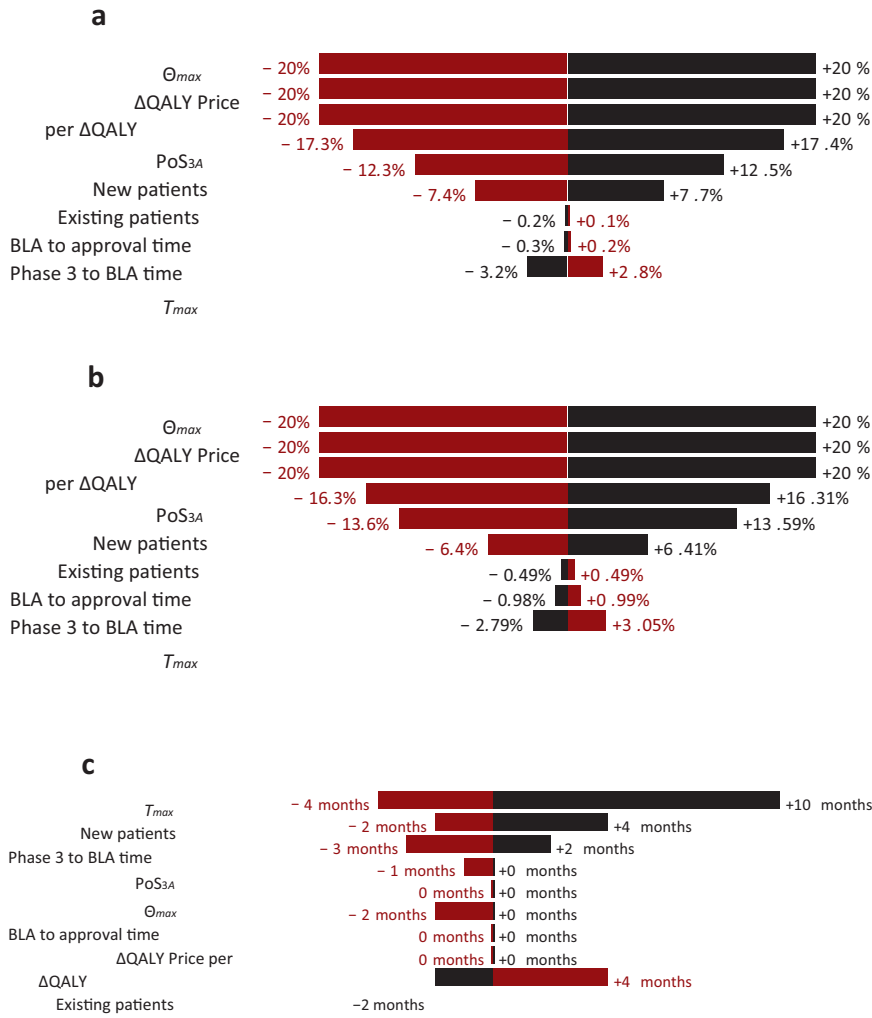 a
− 20% +20 %
Θmax
− 20% +20 %
ΔQALY Price
− 20% +20 %
per ΔQALY
− 17.3% +17 .4%
PoS3A
− 12.3% +12 .5%
New patients
− 7.4% +7 .7%
Existing patients
− 0.2% +0 .1%
BLA to approval time
− 0.3% +0 .2%
Phase 3 to BLA time
− 3.2% +2 .8%
Tmax
b
− 20% +20 %
Θmax
− 20% +20 %
ΔQALY Price
− 20% +20 %
per ΔQALY
− 16.3% +16 .31%
PoS3A
− 13.6% +13 .59%
New patients
− 6.4% +6 .41%
Existing patients
− 0.49% +0 .49%
BLA to approval time
− 0.98% +0 .99%
Phase 3 to BLA time
− 2.79% +3 .05%
Tmax
c
− 4 months +10 months
Tmax
− 2 months +4 months
New patients
− 3 months +2 months
Phase 3 to BLA time
− 1 months +0 months
PoS3A
0 months +0 months
Θmax
− 2 months +0 months
BLA to approval time
0 months +0 months
ΔQALY Price per
0 months +0 months
ΔQALY
+4 months
Existing patients
−2 months